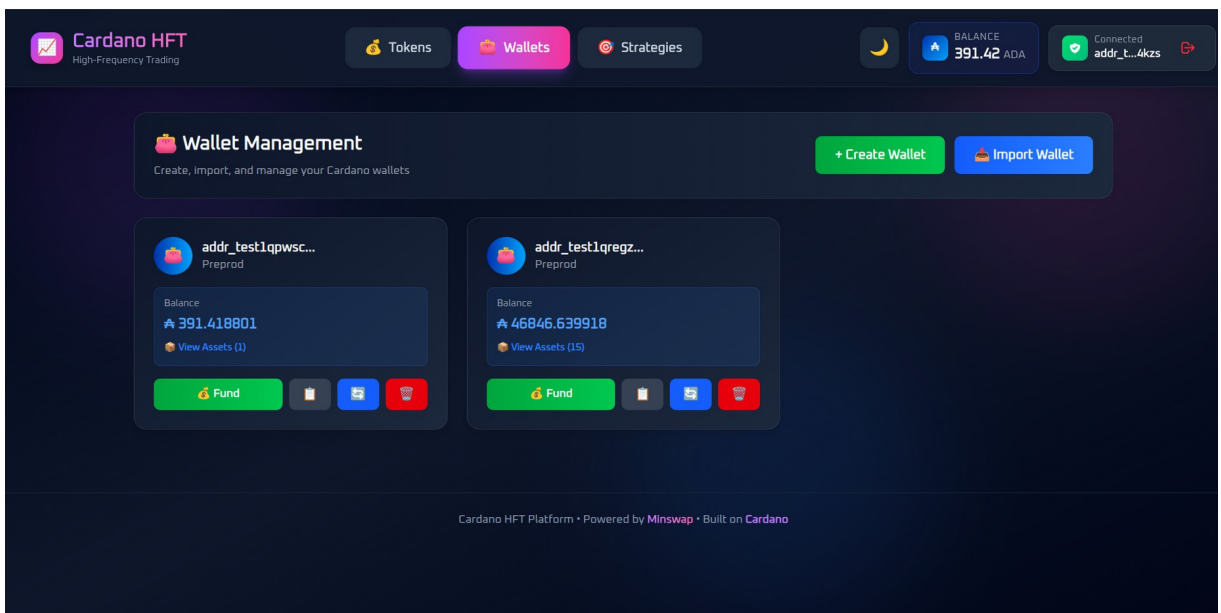 Cardano HFT
High-Frequency Trading
💰 Tokens
👛 Wallets
🎯 Strategies
BALANCE
391.42 ADA
Connected
addr_t...4kzs
👛 Wallet Management
Create, import, and manage your Cardano wallets
+ Create Wallet
📥 Import Wallet
addr_test1qpwsc...
Preprod
Balance
₳ 391.418801
📦 View Assets (1)
💰 Fund
addr_test1qregz...
Preprod
Balance
₳ 46846.639918
📦 View Assets (15)
💰 Fund
Cardano HFT Platform • Powered by Minswap • Built on Cardano